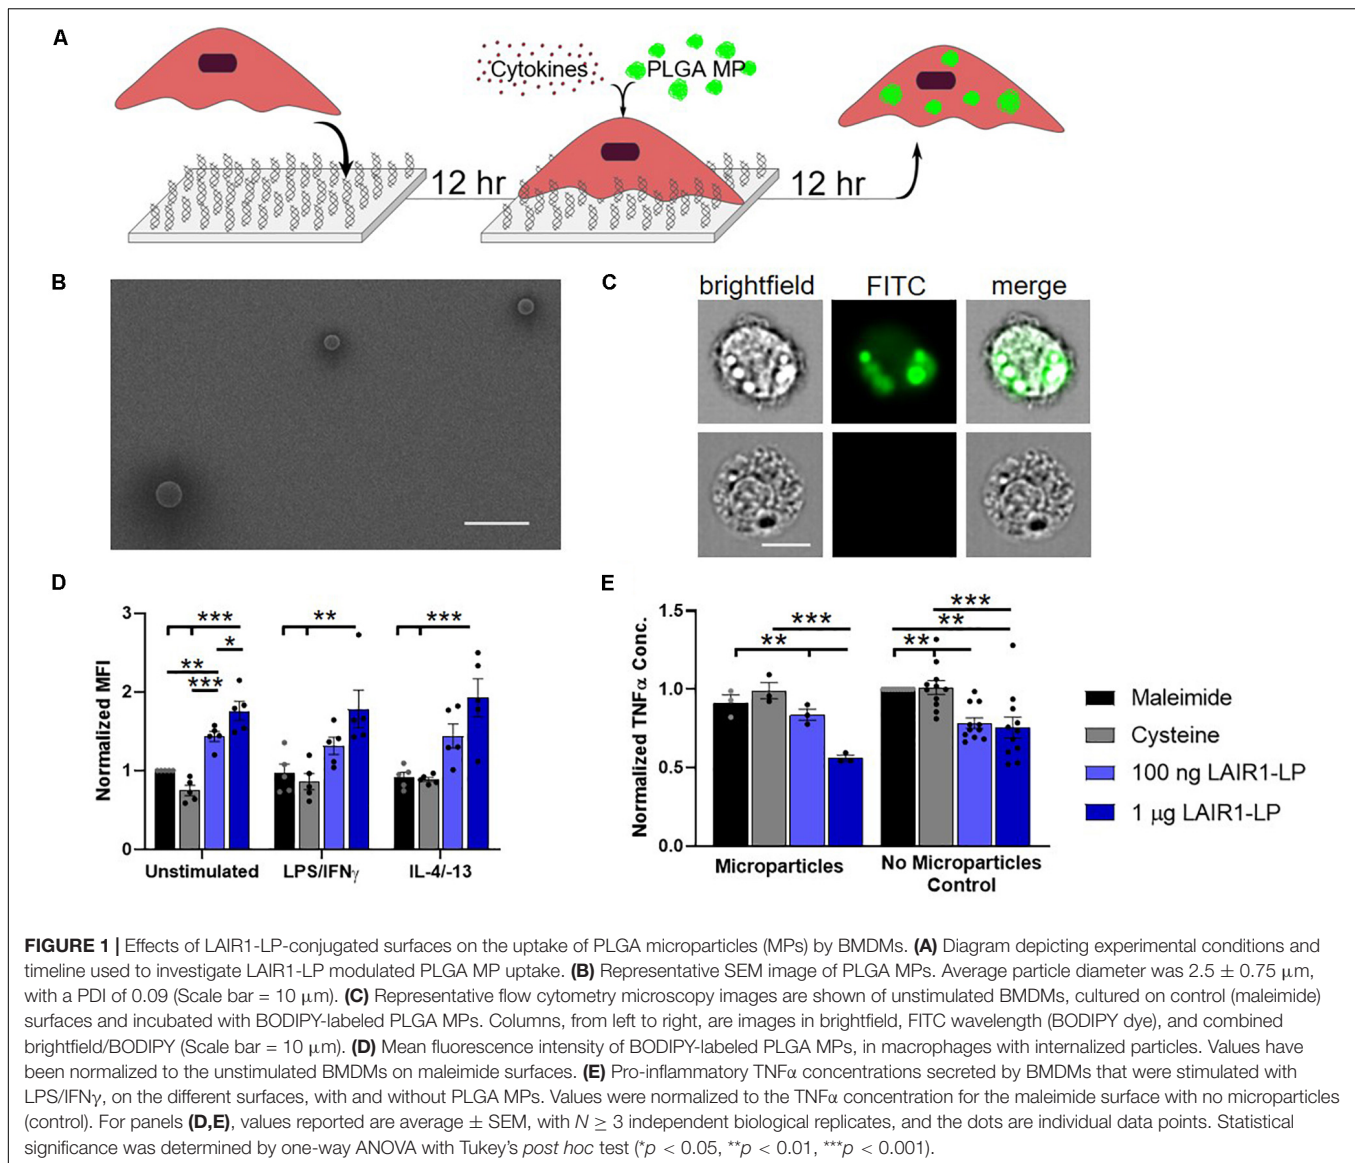 A
Cytokines
PLGA MP
12 hr
12 hr
B
C
brightfield
FITC
merge
D
3
2
1
0
Normalized MFI
***
**
***
*
**
***
Unstimulated
LPS/IFNγ
IL-4/-13
E
1.5
1.0
0.5
0.0
Normalized TNFα Conc.
***
**
***
**
**
Microparticles
No Microparticles
Control
Maleimide
Cysteine
100 ng LAIR1-LP
1 μg LAIR1-LP
FIGURE 1 | Effects of LAIR1-LP-conjugated surfaces on the uptake of PLGA microparticles (MPs) by BMDMs. (A) Diagram depicting experimental conditions and
timeline used to investigate LAIR1-LP modulated PLGA MP uptake. (B) Representative SEM image of PLGA MPs. Average particle diameter was 2.5 ± 0.75 μm,
with a PDI of 0.09 (Scale bar = 10 μm). (C) Representative flow cytometry microscopy images are shown of unstimulated BMDMs, cultured on control (maleimide)
surfaces and incubated with BODIPY-labeled PLGA MPs. Columns, from left to right, are images in brightfield, FITC wavelength (BODIPY dye), and combined
brightfield/BODIPY (Scale bar = 10 μm). (D) Mean fluorescence intensity of BODIPY-labeled PLGA MPs, in macrophages with internalized particles. Values have
been normalized to the unstimulated BMDMs on maleimide surfaces. (E) Pro-inflammatory TNFα concentrations secreted by BMDMs that were stimulated with
LPS/IFNγ, on the different surfaces, with and without PLGA MPs. Values were normalized to the TNFα concentration for the maleimide surface with no microparticles
(control). For panels (D,E), values reported are average ± SEM, with N ≥ 3 independent biological replicates, and the dots are individual data points. Statistical
significance was determined by one-way ANOVA with Tukey's post hoc test (*p < 0.05, **p < 0.01, ***p < 0.001).